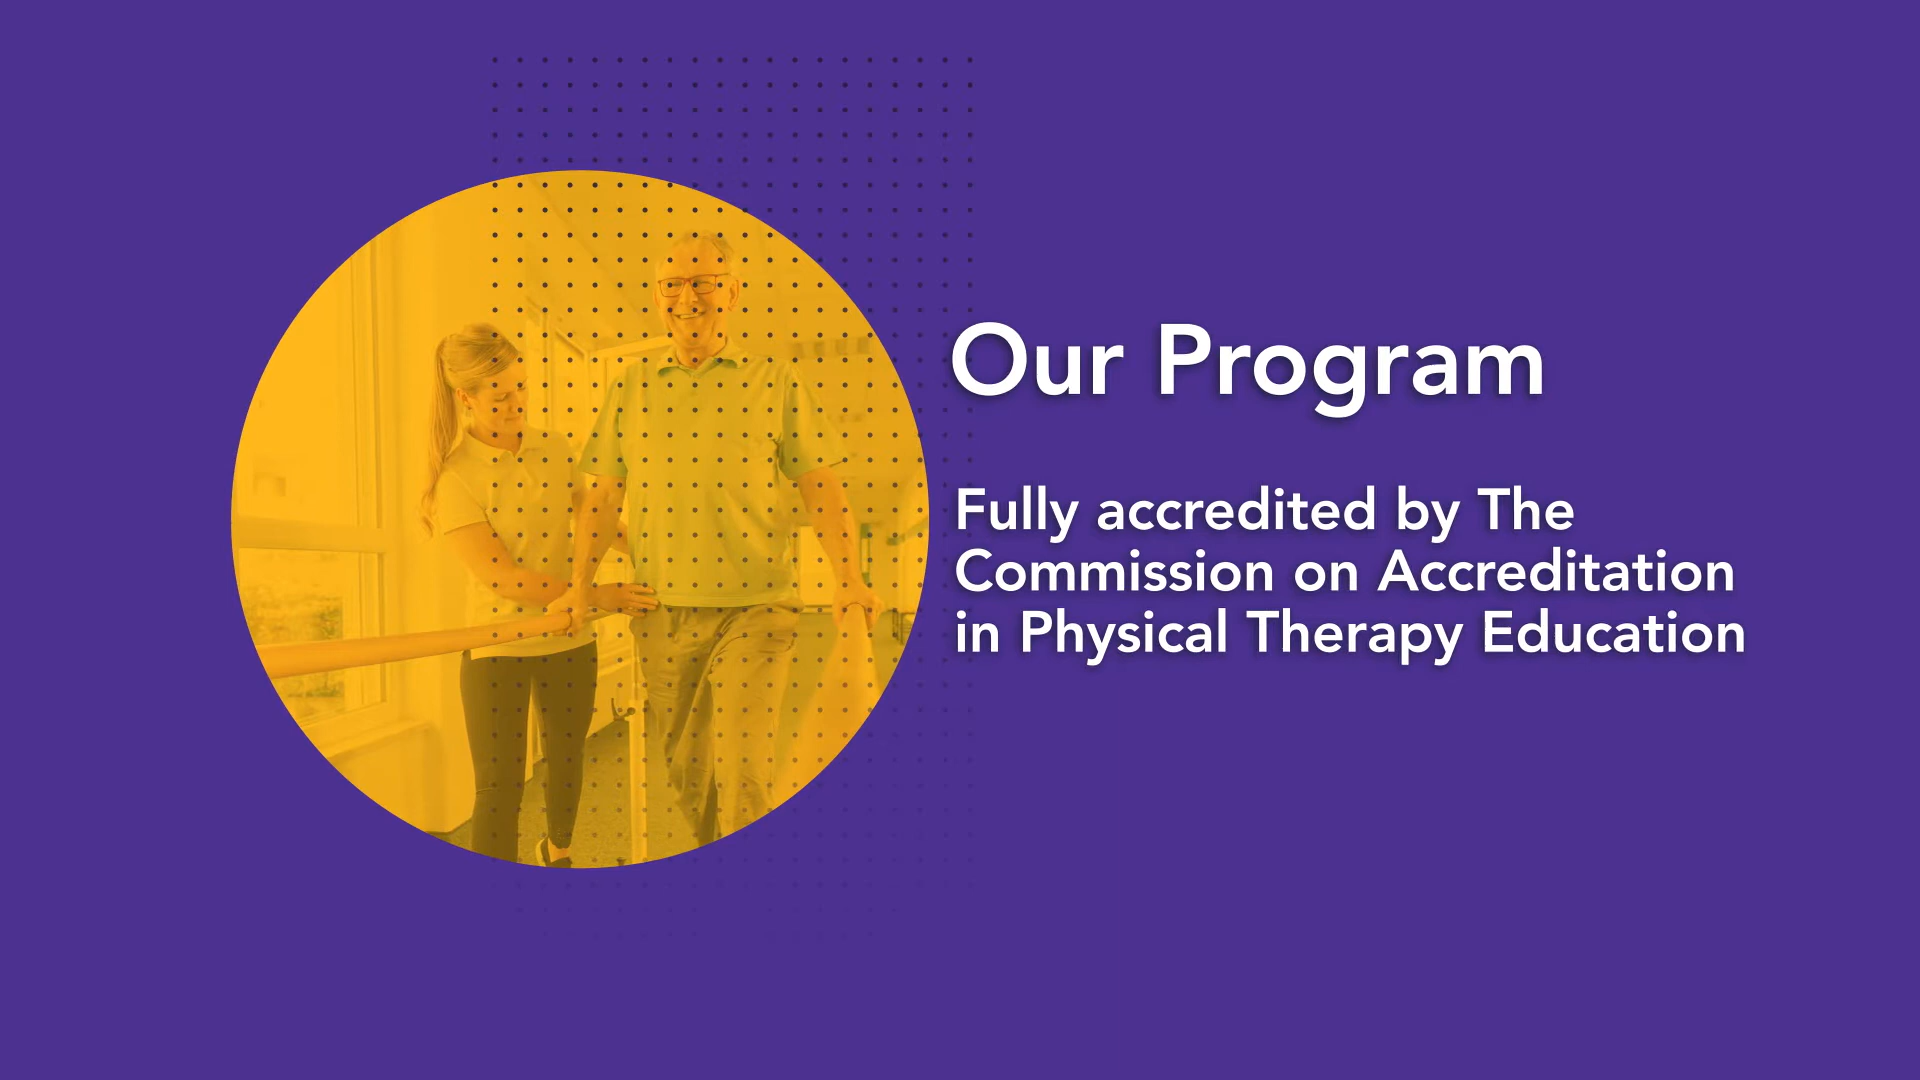 Our Program
Fully accredited by The
Commission on Accreditation
in Physical Therapy Education